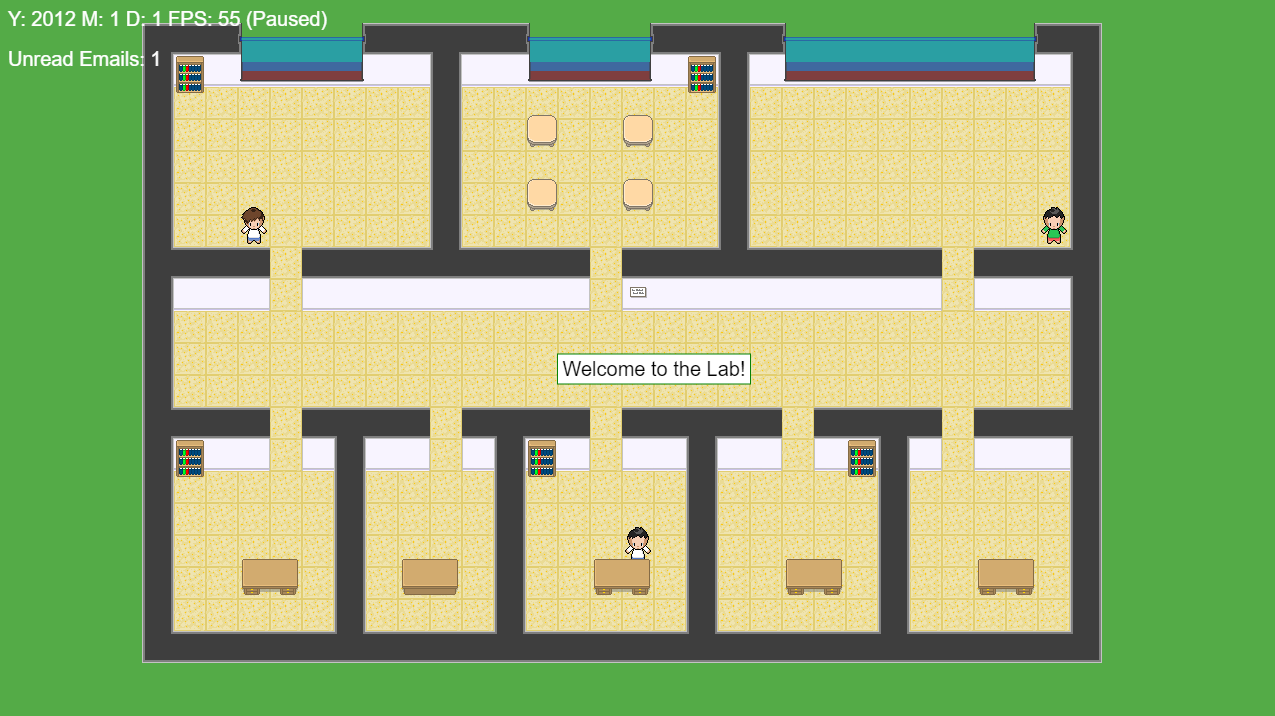 Y: 2012 M: 1 D: 1 FPS: 55 (Paused)
Unread Emails: 1
Welcome to the Lab!